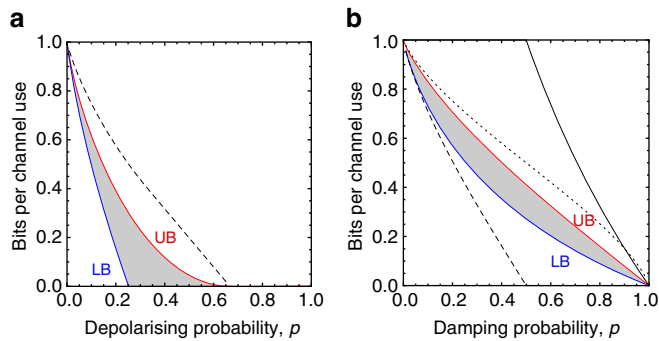 a
Bits per channel use
1.0
0.8
0.6
0.4
0.2
0.0
UB
LB
0.0 0.2 0.4 0.6 0.8 1.0
Depolarising probability, p
b
Bits per channel use
1.0
0.8
0.6
0.4
0.2
0.0
UB
LB
0.0 0.2 0.4 0.6 0.8 1.0
Damping probability, p